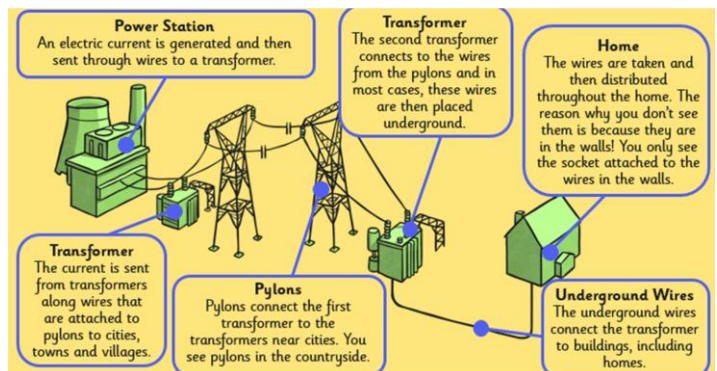 Power Station
An electric current is generated and then
sent through wires to a transformer.
Transformer
The second transformer
connects to the wires
from the pylons and in
most cases, these wires
are then placed
underground.
Home
The wires are taken and
then distributed
throughout the home. The
reason why you don't see
them is because they are
in the walls! You only see
the socket attached to the
wires in the walls.
Transformer
The current is sent
from transformers
along wires that
are attached to
pylons to cities,
towns and villages.
Pylons
Pylons connect the first
transformer to the
transformers near cities. You
see pylons in the countryside.
Underground Wires
The underground wires
connect the transformer
to buildings, including
homes.